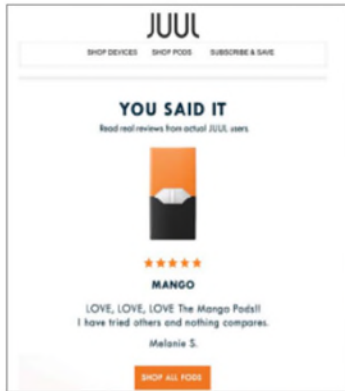 JUUL
SHOP DEVICES SHOP PODS SUBSCRIBE & SAVE
YOU SAID IT
Read real reviews from actual JUUL users
MANGO
LOVE, LOVE, LOVE The Mango Pods!!
I have tried others and nothing compares.
Melanie S.
SHOP ALL PODS